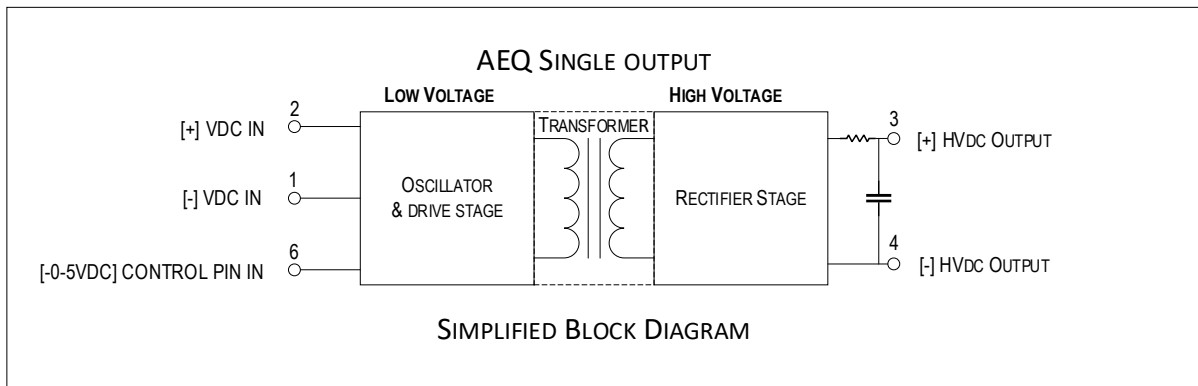 AEQ SINGLE OUTPUT
LOW VOLTAGE
HIGH VOLTAGE
2
[+] VDC IN
1
[-] VDC IN
6
[-0-5VDC] CONTROL PIN IN
OSCILLATOR
& DRIVE STAGE
TRANSFORMER
RECTIFIER STAGE
3
[+] HVDC OUTPUT
4
[-] HVDC OUTPUT
SIMPLIFIED BLOCK DIAGRAM